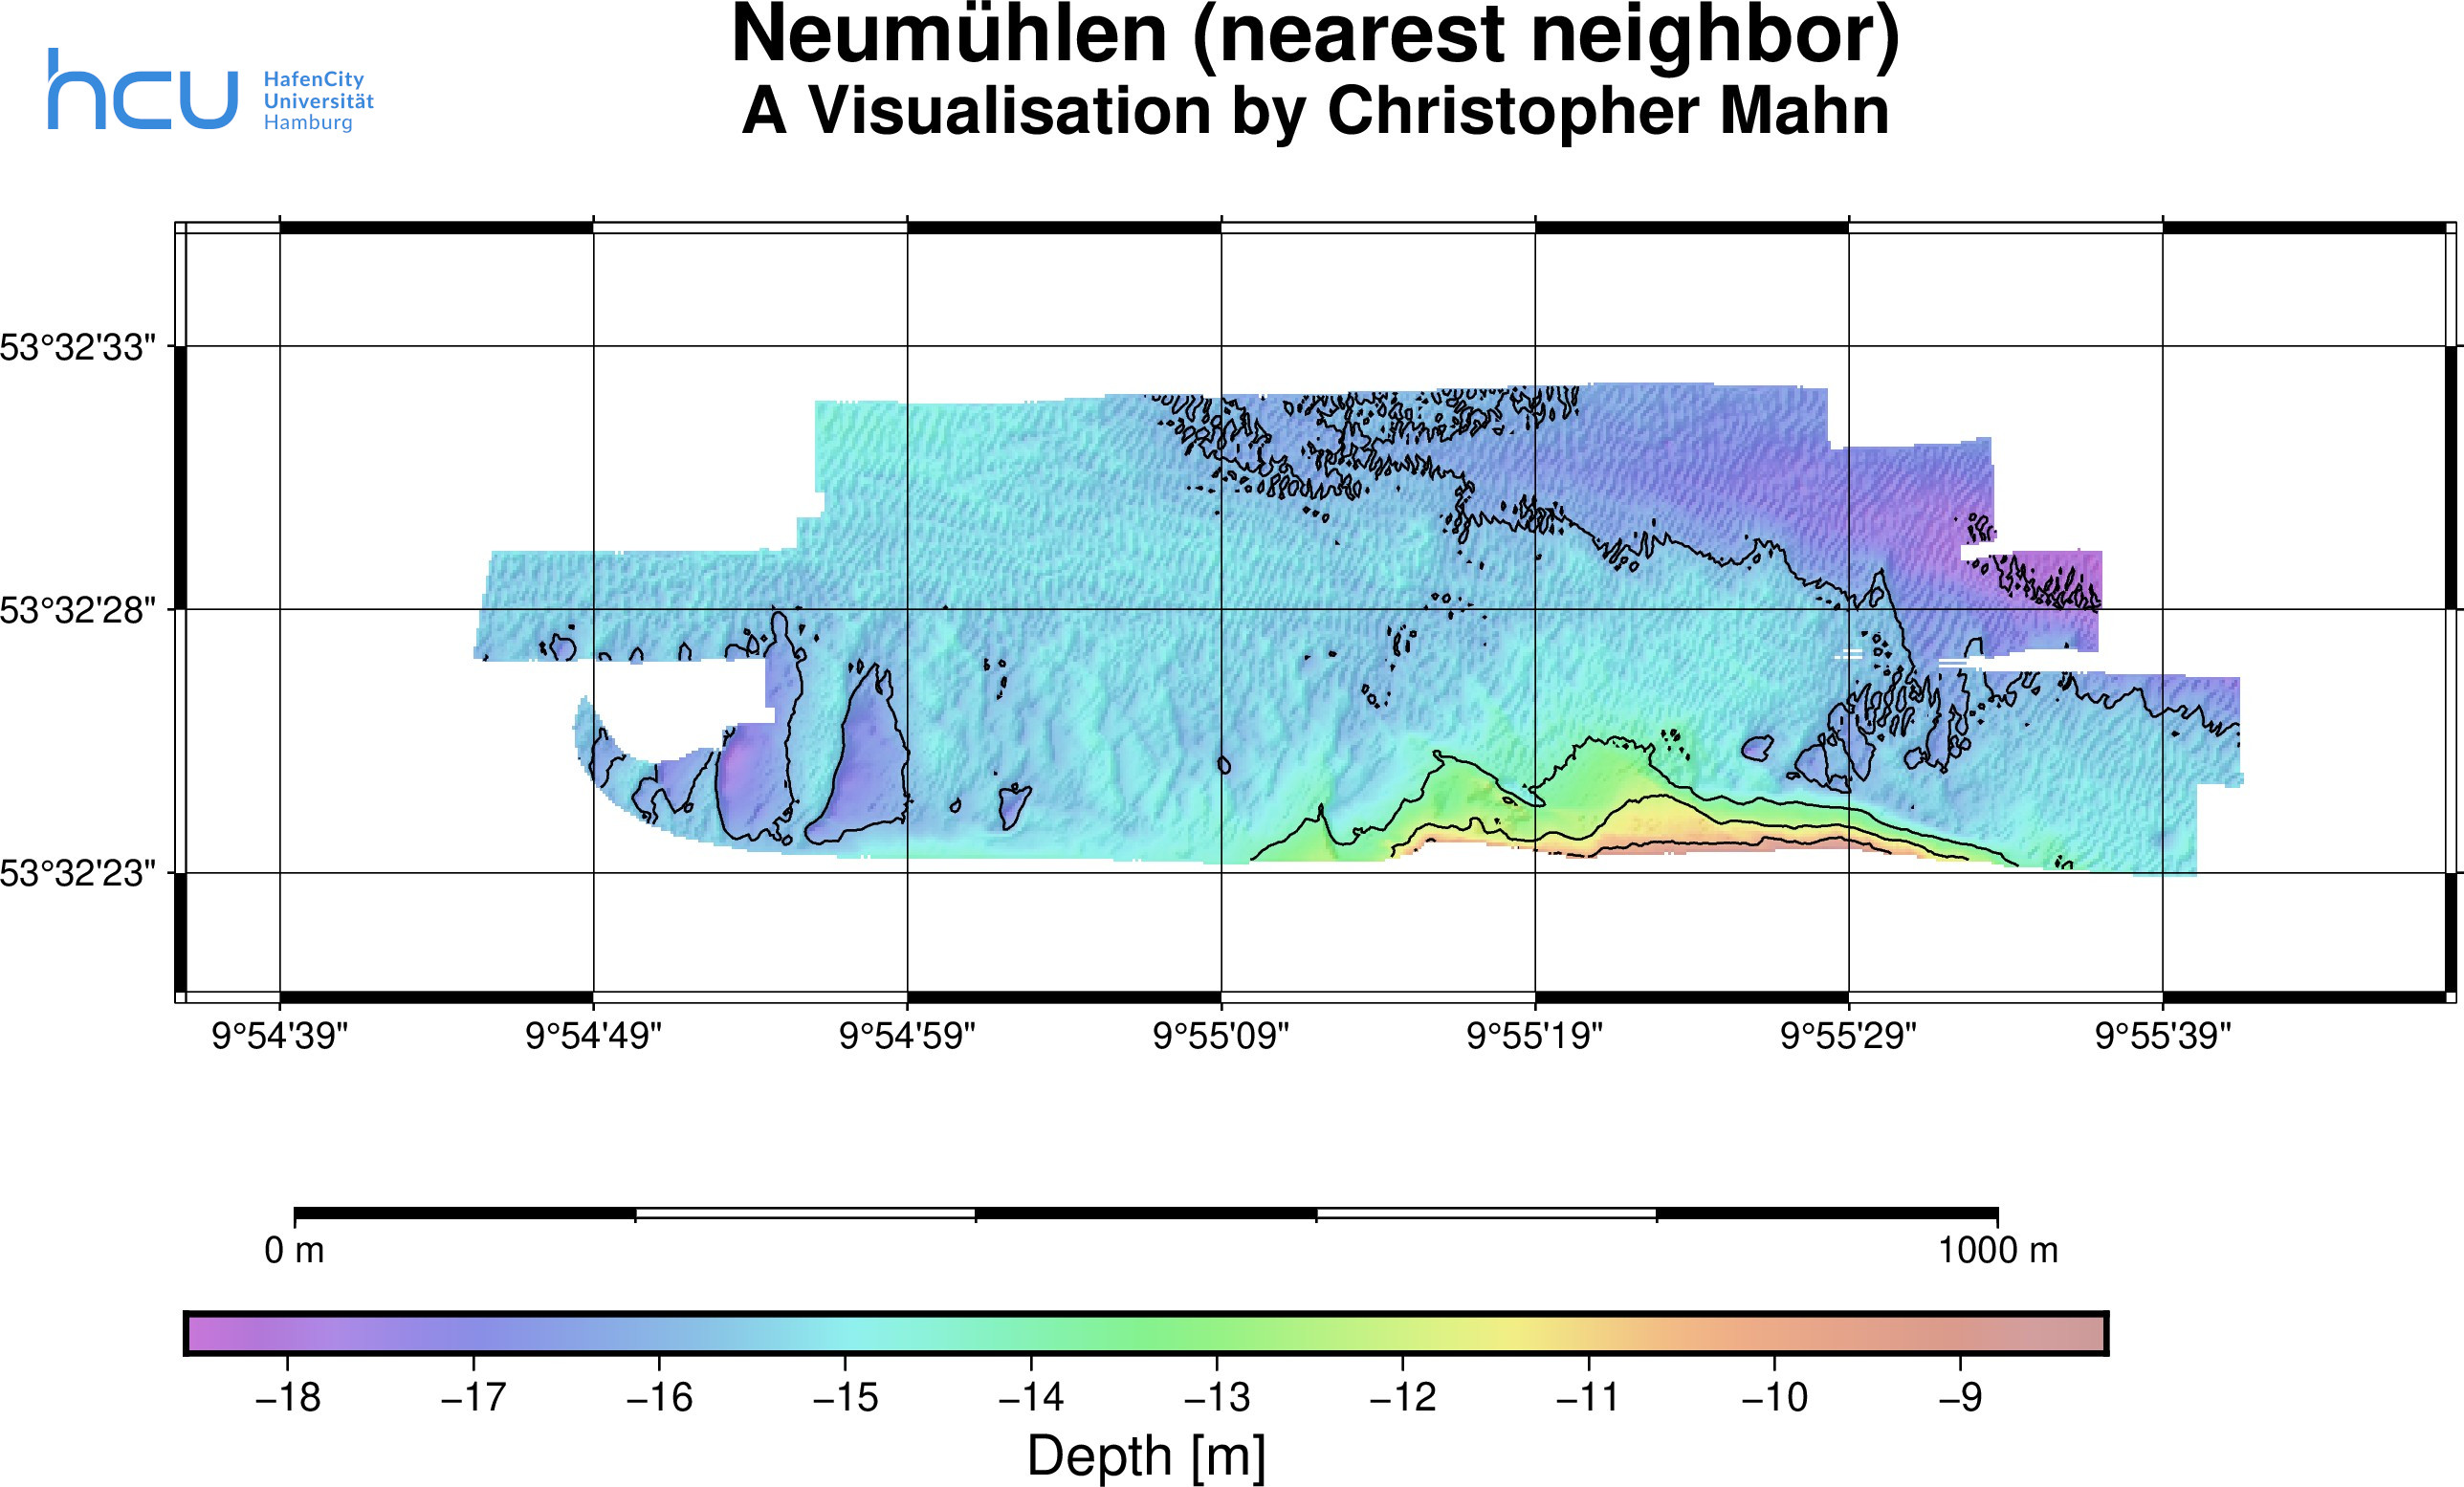 Neumühlen (nearest neighbor)
A Visualisation by Christopher Mahn
hcu
HafenCity
Universität
Hamburg
53°32'33"
53°32'28"
53°32'23"
9°54'39" 9°54'49" 9°54'59" 9°55'09" 9°55'19" 9°55'29" 9°55'39"
0 m 1000 m
−18 −17 −16 −15 −14 −13 −12 −11 −10 −9
Depth [m]